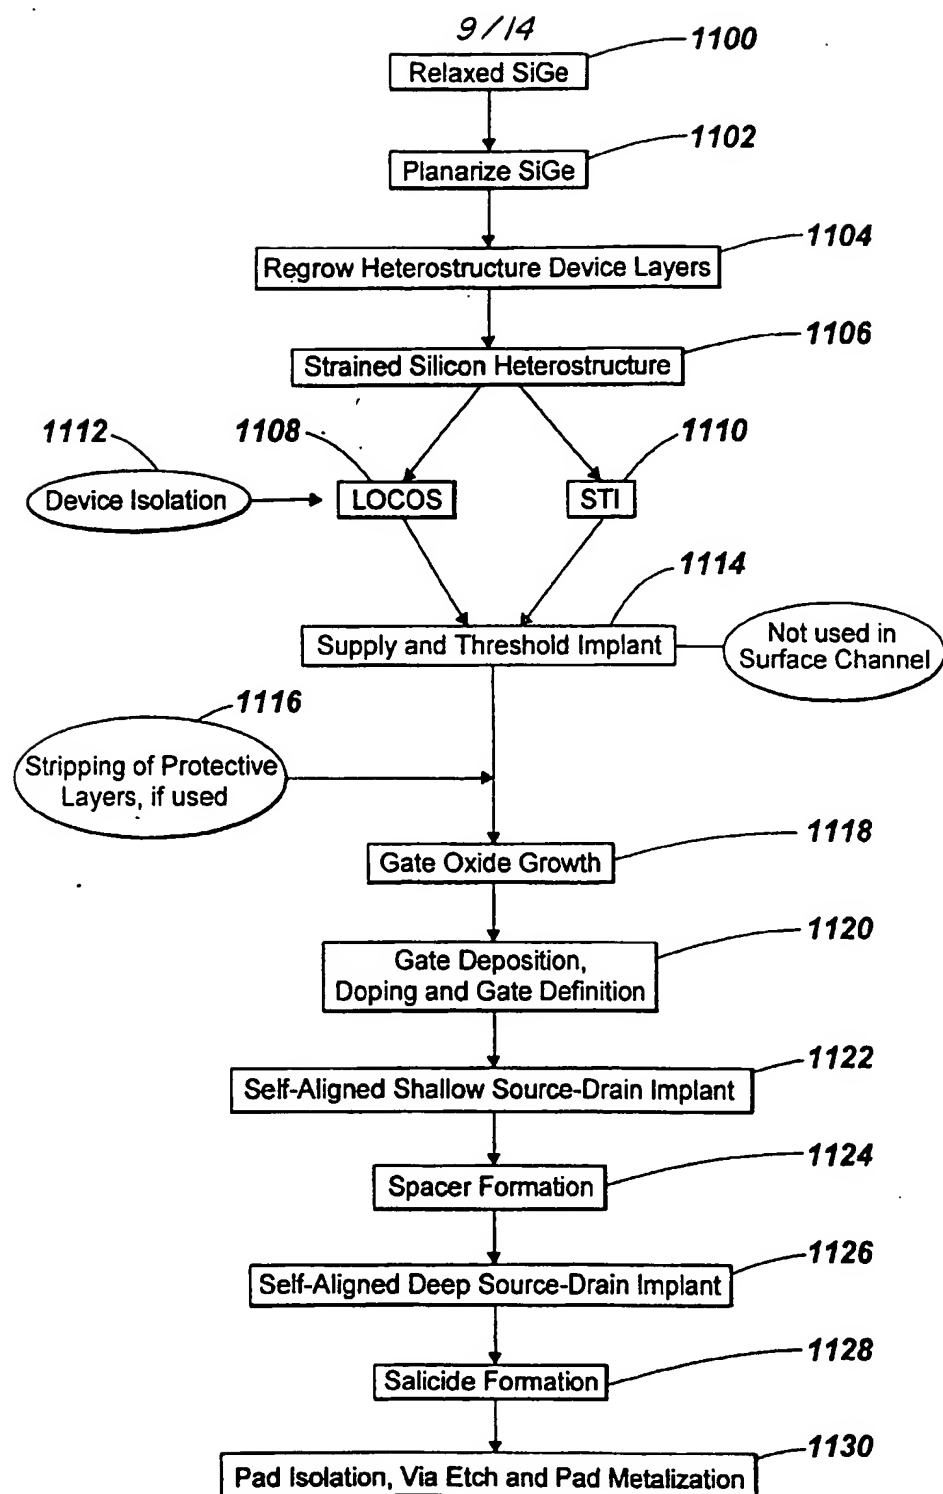 9/14
1100
Relaxed SiGe
1102
Planarize SiGe
1104
Regrow Heterostructure Device Layers
1106
Strained Silicon Heterostructure
1112
1108
1110
Device Isolation
LOCOS
STI
1114
Supply and Threshold Implant
Not used in
Surface Channel
1116
Stripping of Protective
Layers, if used
1118
Gate Oxide Growth
1120
Gate Deposition,
Doping and Gate Definition
1122
Self-Aligned Shallow Source-Drain Implant
1124
Spacer Formation
1126
Self-Aligned Deep Source-Drain Implant
1128
Salicide Formation
1130
Pad Isolation, Via Etch and Pad Metalization